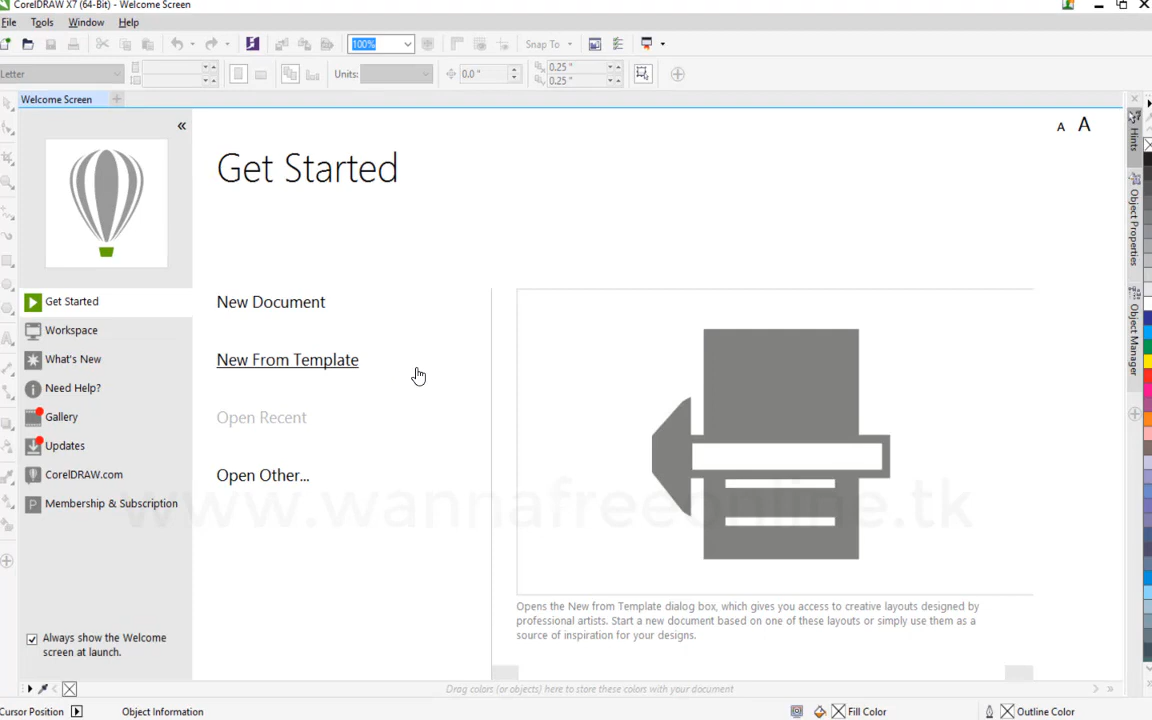 CorelDRAW X7 (64-Bit) - Welcome Screen
File Tools Window Help
100% Snap To
Letter Units: 0.0 ° 0.25 " 0.25 "
Welcome Screen
«
A A
Get Started
Get Started
Workspace
What's New
Need Help?
Gallery
Updates
CorelDRAW.com
Membership & Subscription
New Document
New From Template
Open Recent
Open Other...
www.wannafreeonline.tk
Opens the New from Template dialog box, which gives you access to creative layouts designed by
professional artists. Start a new document based on one of these layouts or simply use them as a
source of inspiration for your designs.
Always show the Welcome
screen at launch.
Hints
Object Properties
Object Manager
Drag colors (or objects) here to store these colors with your document
Cursor Position Object Information Fill Color Outline Color